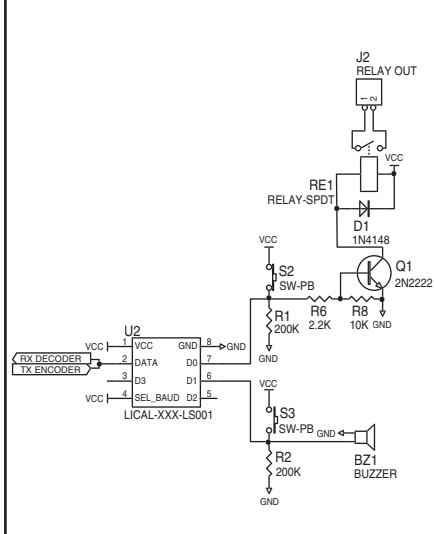 J2
RELAY OUT
1 2
VCC
RE1
RELAY-SPDT
D1
1N4148
VCC
Q1
2N2222
S2
SW-PB
R6
2.2K
R8
10K
GND
R1
200K
GND
U2
VCC 1 VCC GND 8 GND
RX DECODER
TX ENCODER
2 DATA D0 7
3 D3 D1 6
VCC 4 SEL_BAUD D2 5
LICAL-XXX-LS001
VCC
S3
SW-PB
GND
BZ1
BUZZER
R2
200K
GND